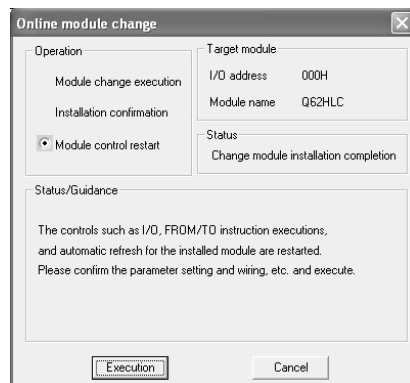 Online module change
Operation
Module change execution
Installation confirmation
Module control restart
Target module
I/O address 000H
Module name Q62HLC
Status
Change module installation completion
Status/Guidance
The controls such as I/O, FROM/TO instruction executions,
and automatic refresh for the installed module are restarted.
Please confirm the parameter setting and wiring, etc. and execute.
Execution
Cancel